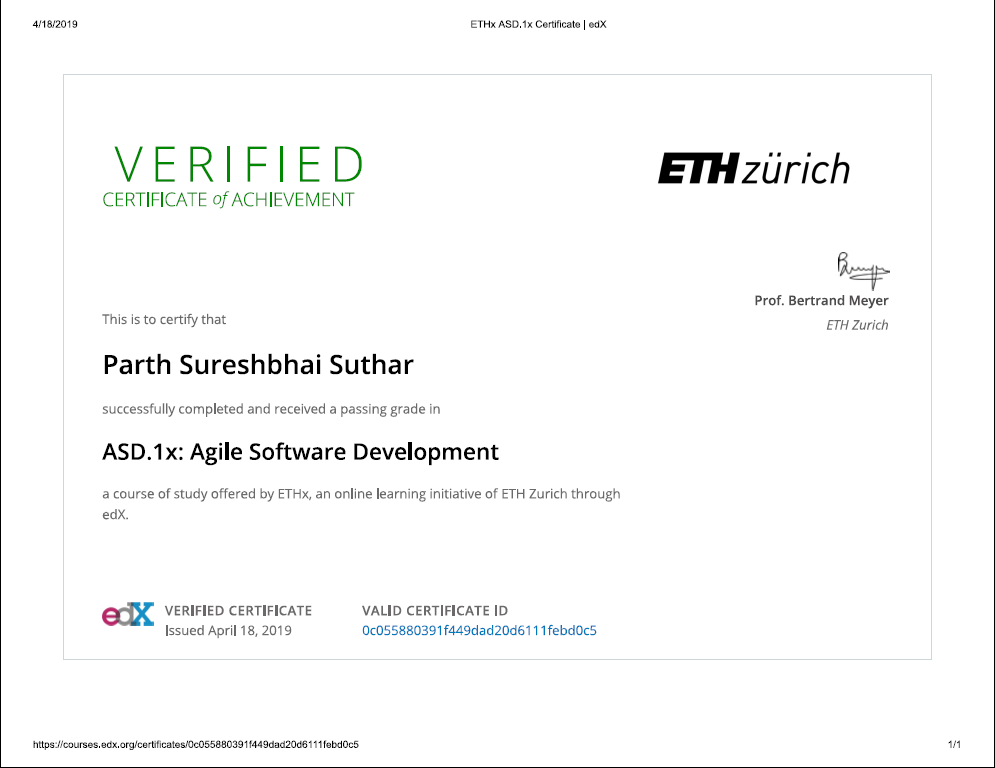 4/18/2019
ETHx ASD.1x Certificate | edX
VERIFIED
CERTIFICATE of ACHIEVEMENT
ETH zürich
Prof. Bertrand Meyer
ETH Zurich
This is to certify that
Parth Sureshbhai Suthar
successfully completed and received a passing grade in
ASD.1x: Agile Software Development
a course of study offered by ETHx, an online learning initiative of ETH Zurich through
edX.
edX
VERIFIED CERTIFICATE
Issued April 18, 2019
VALID CERTIFICATE ID
0c055880391f449dad20d6111febd0c5
https://courses.edx.org/certificates/0c055880391f449dad20d6111febd0c5
1/1